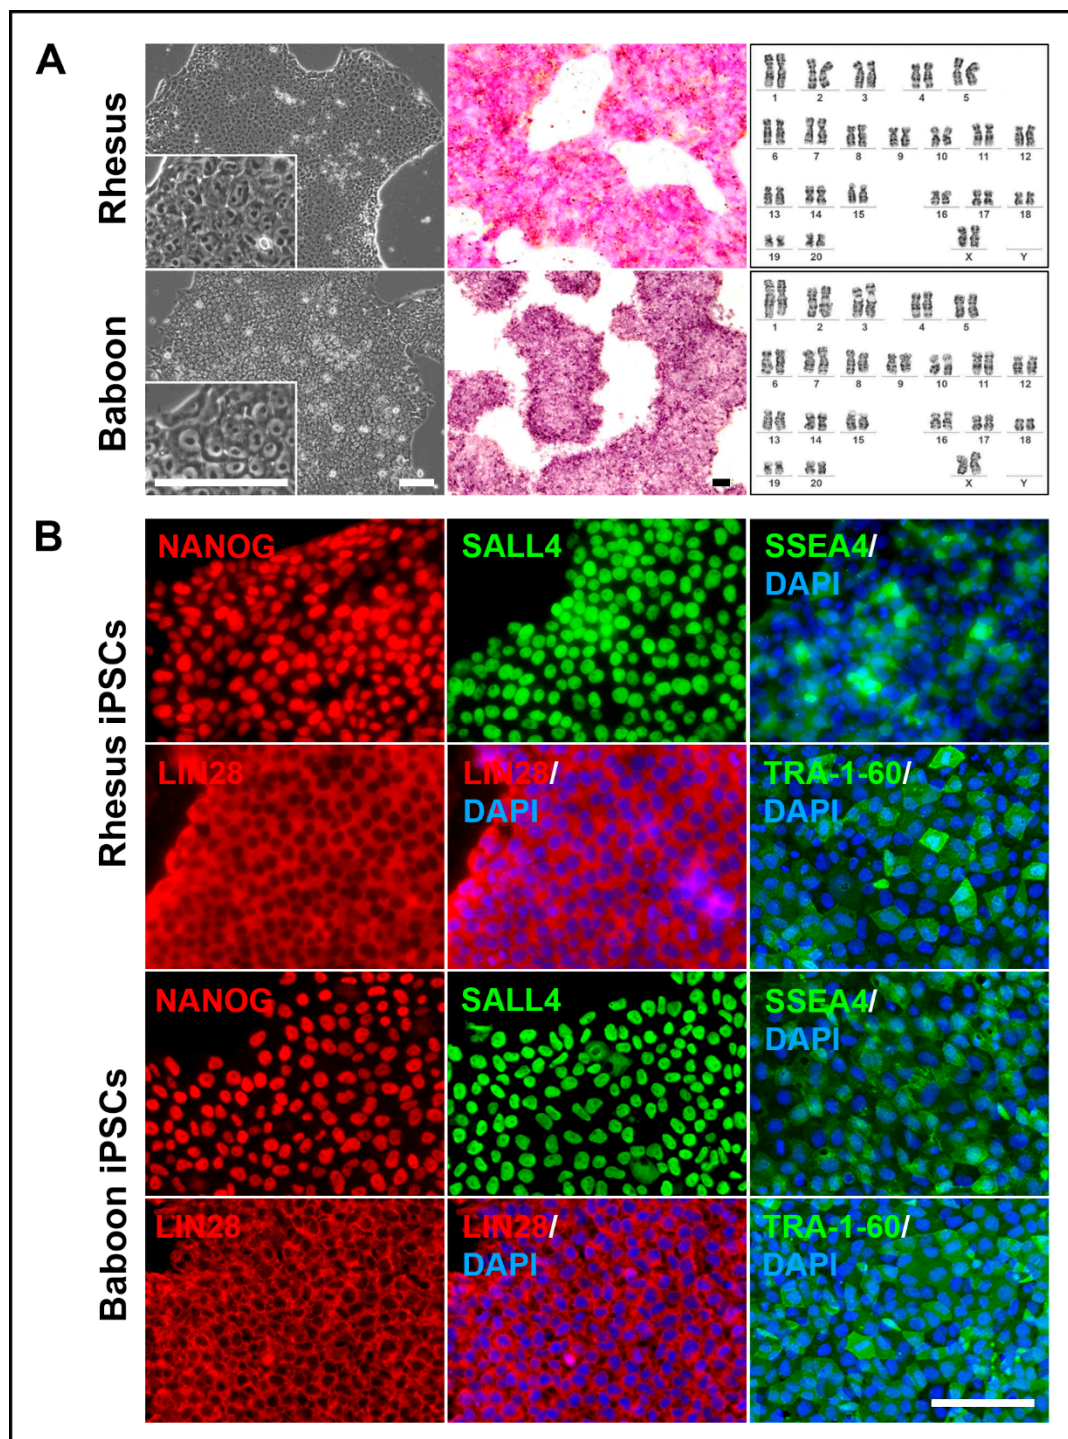 A
Rhesus
1 2 3 4 5
6 7 8 9 10 11 12
13 14 15 16 17 18
19 20 X Y
Baboon
1 2 3 4 5
6 7 8 9 10 11 12
13 14 15 16 17 18
19 20 X Y
B
Rhesus iPSCs
NANOG
SALL4
SSEA4/
DAPI
LIN28
LIN28/
DAPI
TRA-1-60/
DAPI
Baboon iPSCs
NANOG
SALL4
SSEA4/
DAPI
LIN28
LIN28/
DAPI
TRA-1-60/
DAPI